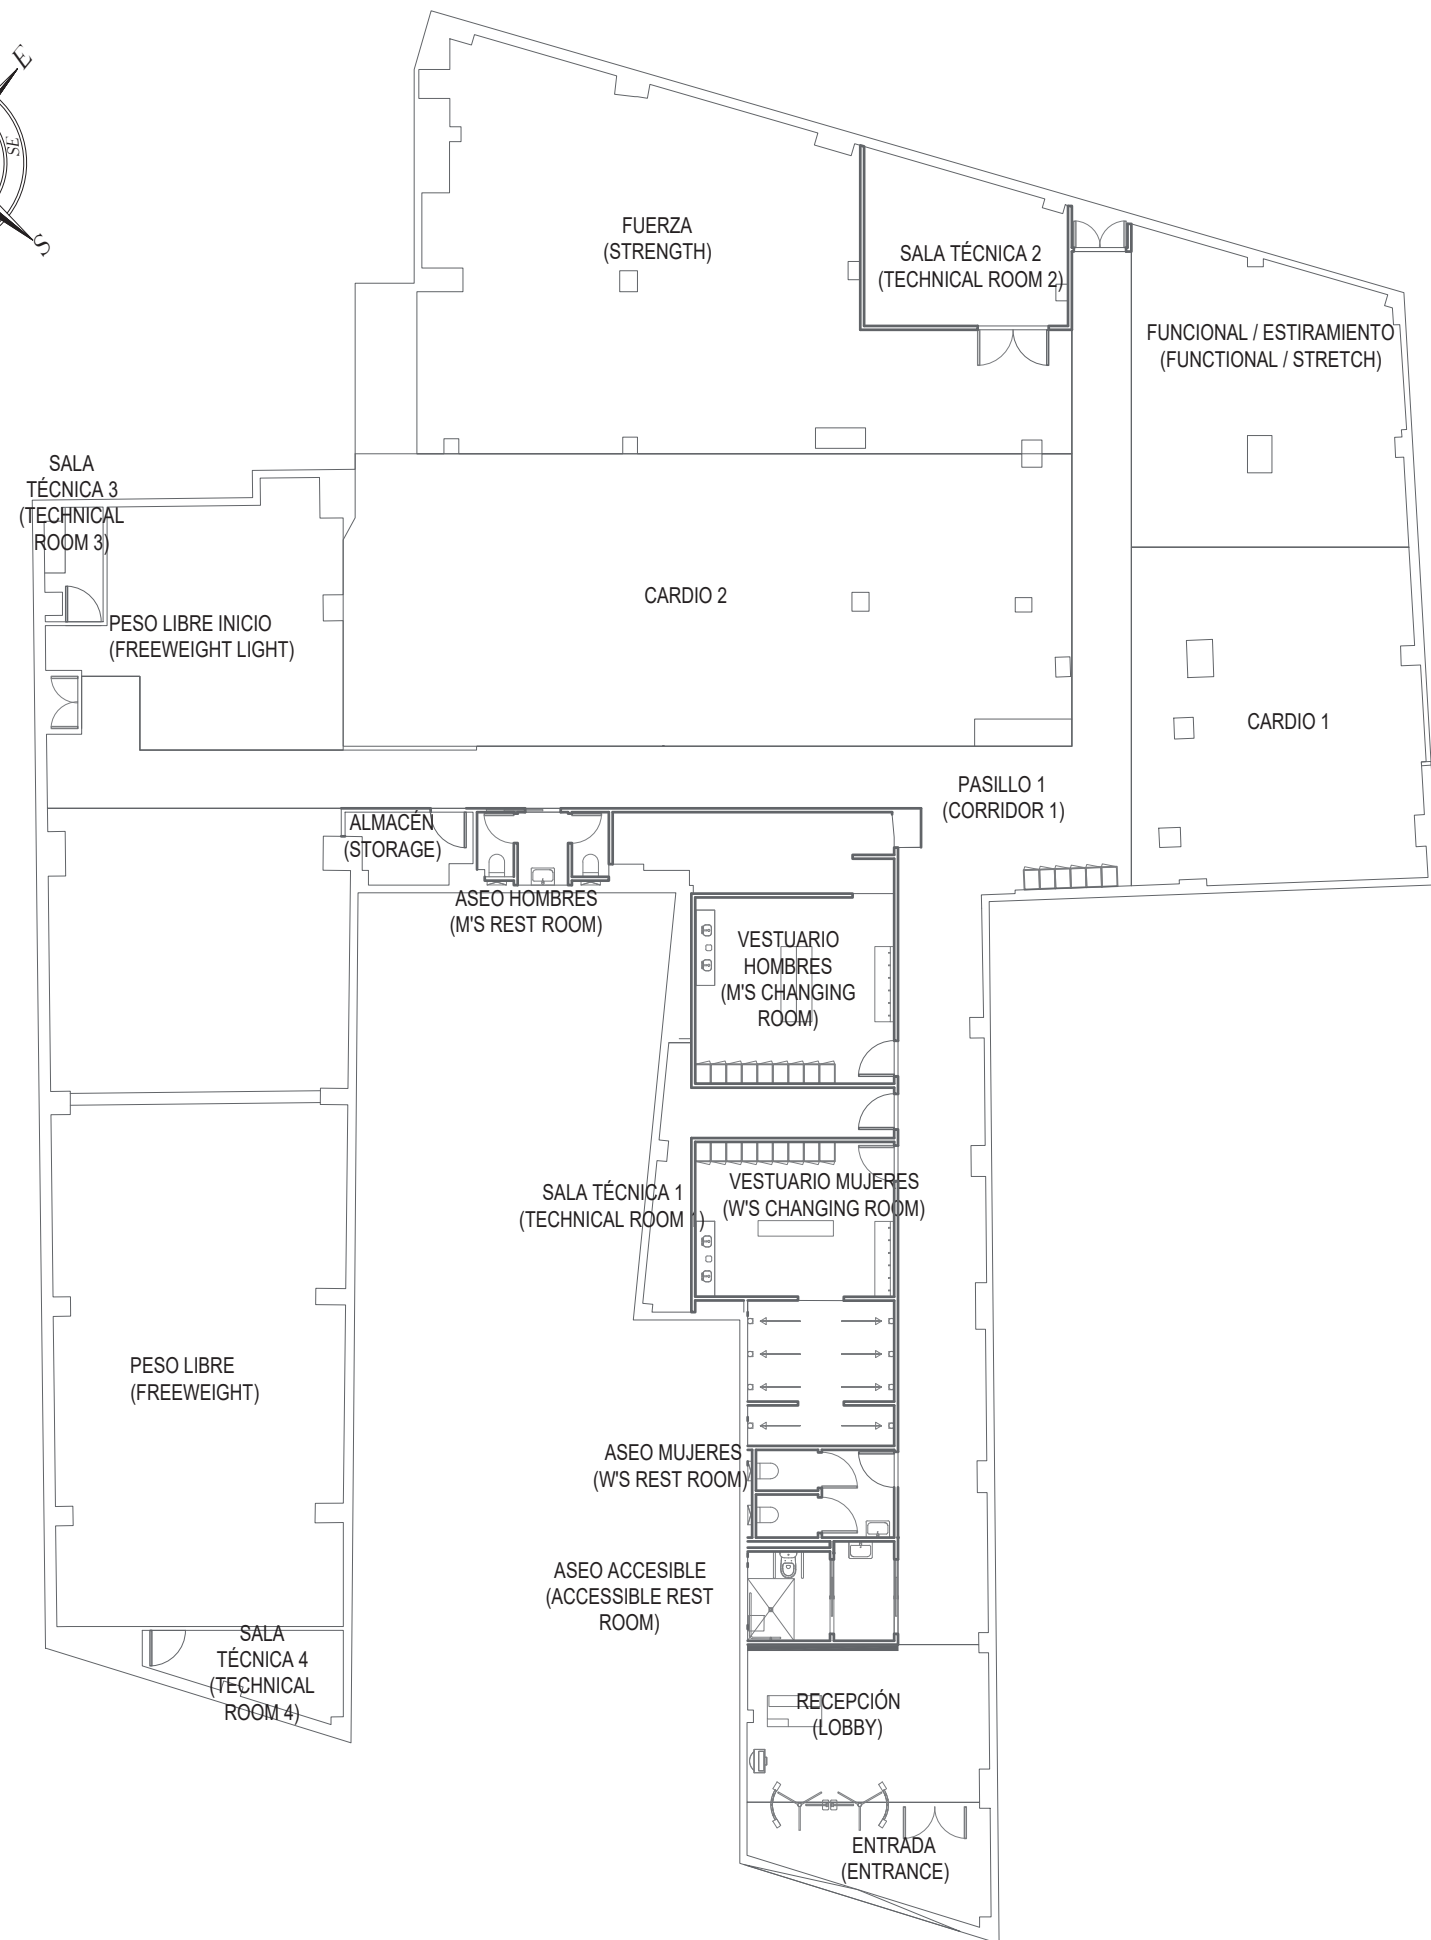 E
SE
S
FUERZA
(STRENGTH)
SALA TÉCNICA 2
(TECHNICAL ROOM 2)
FUNCIONAL / ESTIRAMIENTO
(FUNCTIONAL / STRETCH)
SALA
TÉCNICA 3
(TECHNICAL
ROOM 3)
CARDIO 2
PESO LIBRE INICIO
(FREEWEIGHT LIGHT)
CARDIO 1
PASILLO 1
(CORRIDOR 1)
ALMACÉN
(STORAGE)
ASEO HOMBRES
(M'S REST ROOM)
VESTUARIO
HOMBRES
(M'S CHANGING
ROOM)
SALA TÉCNICA 1
(TECHNICAL ROOM 1)
VESTUARIO MUJERES
(W'S CHANGING ROOM)
PESO LIBRE
(FREEWEIGHT)
ASEO MUJERES
(W'S REST ROOM)
ASEO ACCESIBLE
(ACCESSIBLE REST
ROOM)
SALA
TÉCNICA 4
(TECHNICAL
ROOM 4)
RECEPCIÓN
(LOBBY)
ENTRADA
(ENTRANCE)